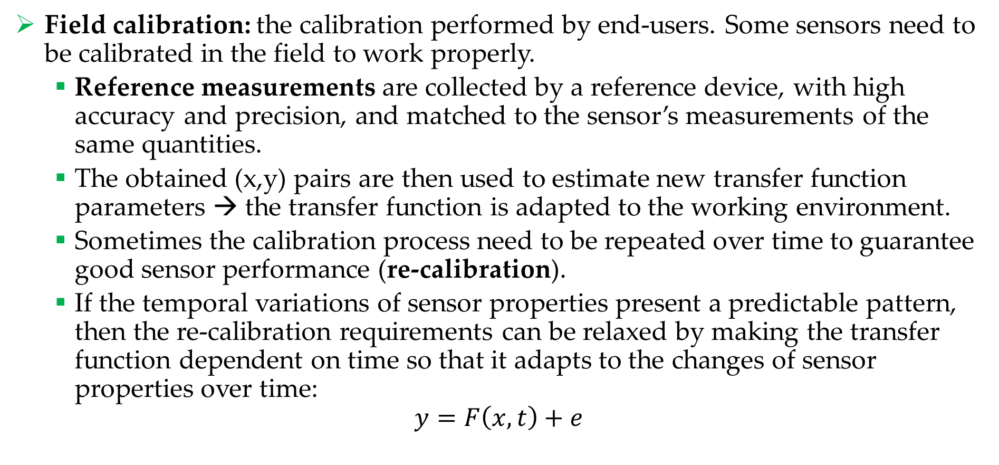 ➢ Field calibration: the calibration performed by end-users. Some sensors need to
be calibrated in the field to work properly.
▪ Reference measurements are collected by a reference device, with high
accuracy and precision, and matched to the sensor’s measurements of the
same quantities.
▪ The obtained (x,y) pairs are then used to estimate new transfer function
parameters → the transfer function is adapted to the working environment.
▪ Sometimes the calibration process need to be repeated over time to guarantee
good sensor performance (re-calibration).
▪ If the temporal variations of sensor properties present a predictable pattern,
then the re-calibration requirements can be relaxed by making the transfer
function dependent on time so that it adapts to the changes of sensor
properties over time:
y = F(x, t) + e